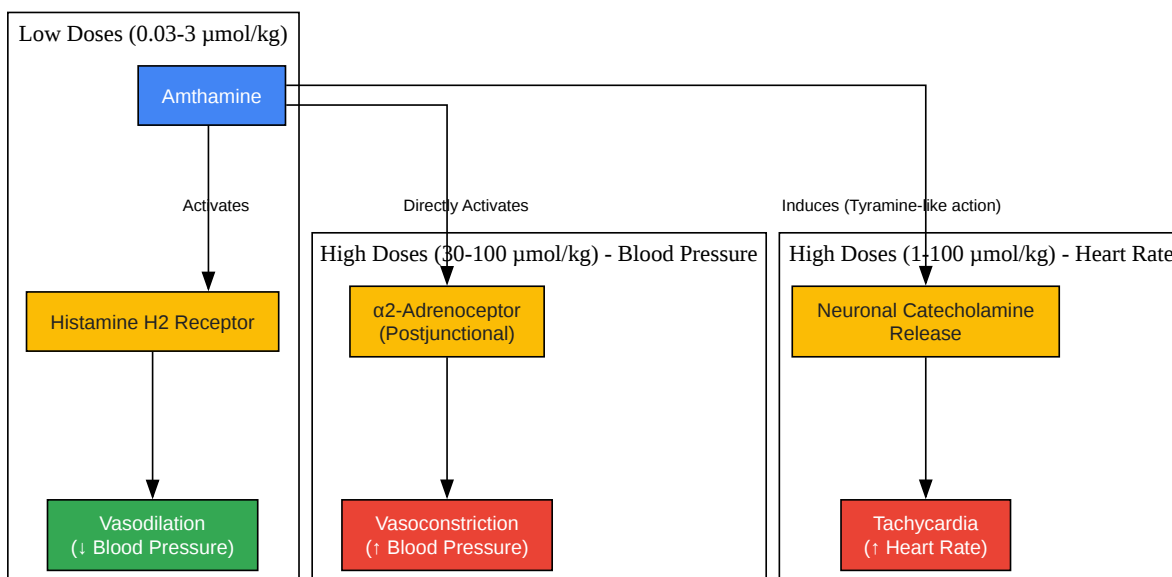 Low Doses (0.03-3 µmol/kg)
Amthamine
Activates
Directly Activates
Induces (Tyramine-like action)
High Doses (30-100 µmol/kg) - Blood Pressure
High Doses (1-100 µmol/kg) - Heart Rate
Histamine H2 Receptor
α2-Adrenoceptor
(Postjunctional)
Neuronal Catecholamine
Release
Vasodilation
(↓ Blood Pressure)
Vasoconstriction
(↑ Blood Pressure)
Tachycardia
(↑ Heart Rate)